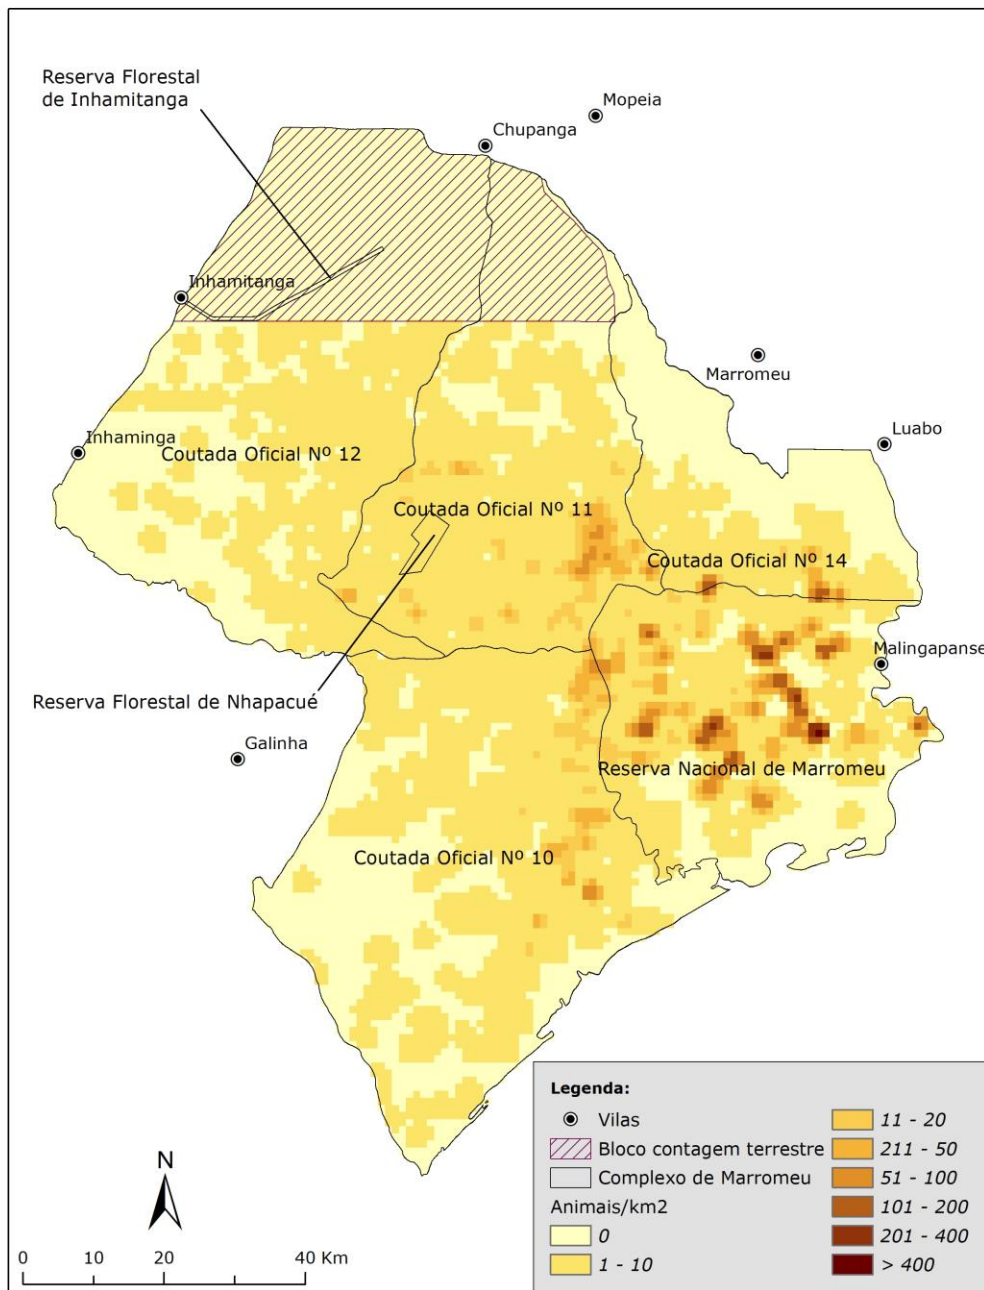 Reserva Florestal
de Inhamitanga
Mopeia
Chupanga
Inhamitanga
Marromeu
Luabo
Inhaminga
Coutada Oficial Nº 12
Coutada Oficial Nº 11
Coutada Oficial Nº 14
Malingapanse
Reserva Florestal de Nhapacué
Galinha
Reserva Nacional de Marromeu
Coutada Oficial Nº 10
N
0 10 20 40 Km
Legenda:
Vilas
Bloco contagem terrestre
Complexo de Marromeu
Animais/km2
0
1 - 10
11 - 20
211 - 50
51 - 100
101 - 200
201 - 400
> 400